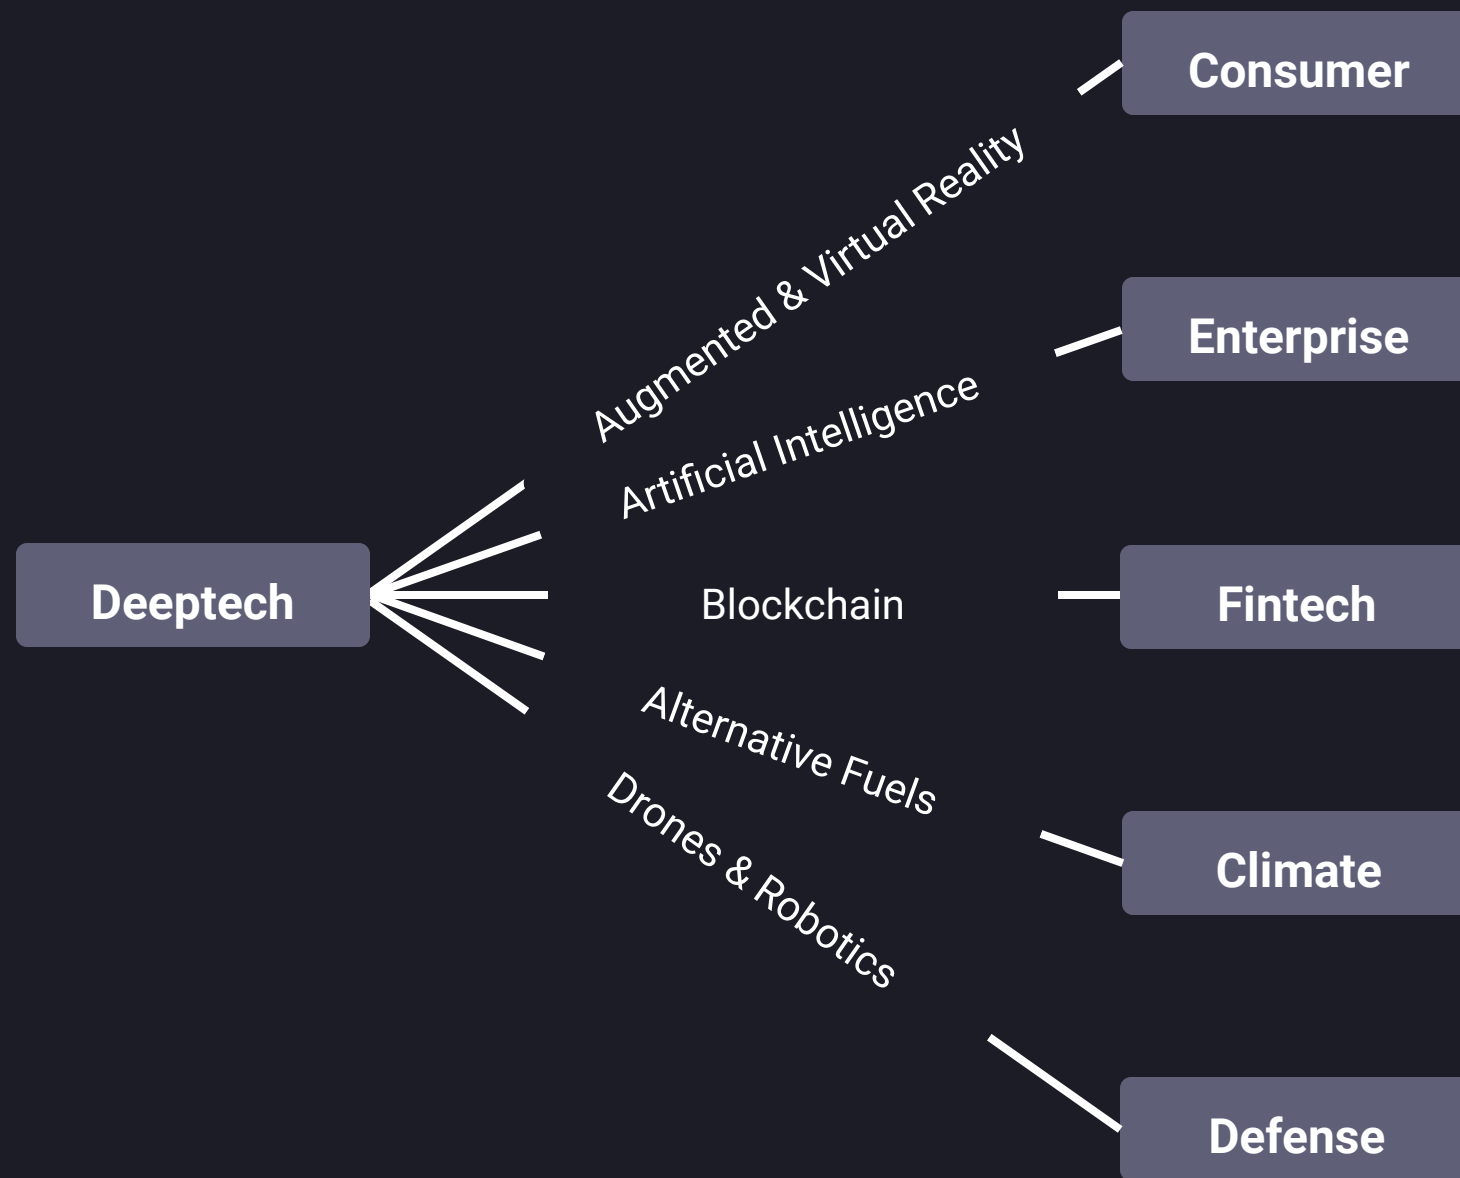 Consumer
Augmented & Virtual Reality
Enterprise
Artificial Intelligence
Deeptech
Blockchain
Fintech
Alternative Fuels
Climate
Drones & Robotics
Defense